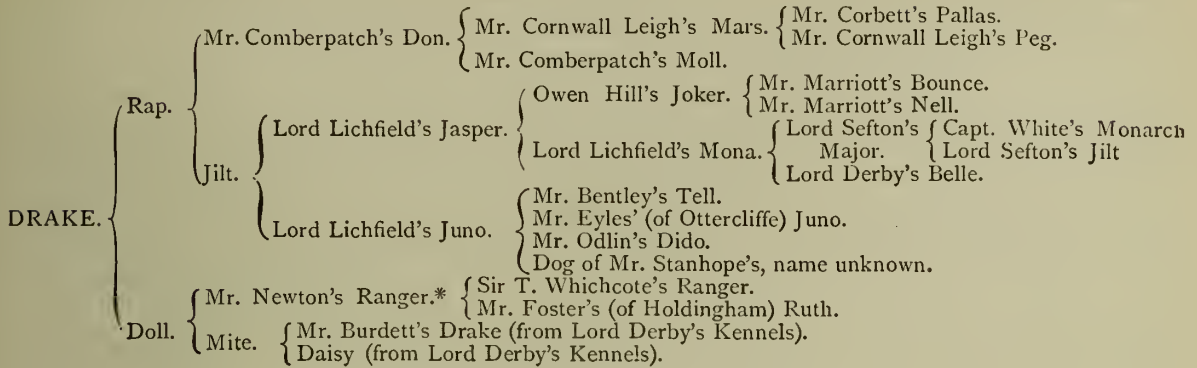 Mr. Comberpatch's Don. Mr. Cornwall Leigh's Mars. Mr. Corbett's Pallas.
Mr. Cornwall Leigh's Peg.
Mr. Comberpatch's Moll.
Rap.
Owen Hill's Joker. Mr. Marriott's Bounce.
Mr. Marriott's Nell.
Lord Lichfield's Jasper.
Lord Lichfield's Mona. Lord Sefton's Major. Capt. White's Monarch
Lord Sefton's Jilt
Lord Derby's Belle.
Jilt.
DRAKE.
Lord Lichfield's Juno. Mr. Bentley's Tell.
Mr. Eyles' (of Ottercliffe) Juno.
Mr. Odlin's Dido.
Dog of Mr. Stanhope's, name unknown.
Mr. Newton's Ranger.* Sir T. Whichcote's Ranger.
Mr. Foster's (of Holdingham) Ruth.
Doll.
Mite. Mr. Burdett's Drake (from Lord Derby's Kennels).
Daisy (from Lord Derby's Kennels).